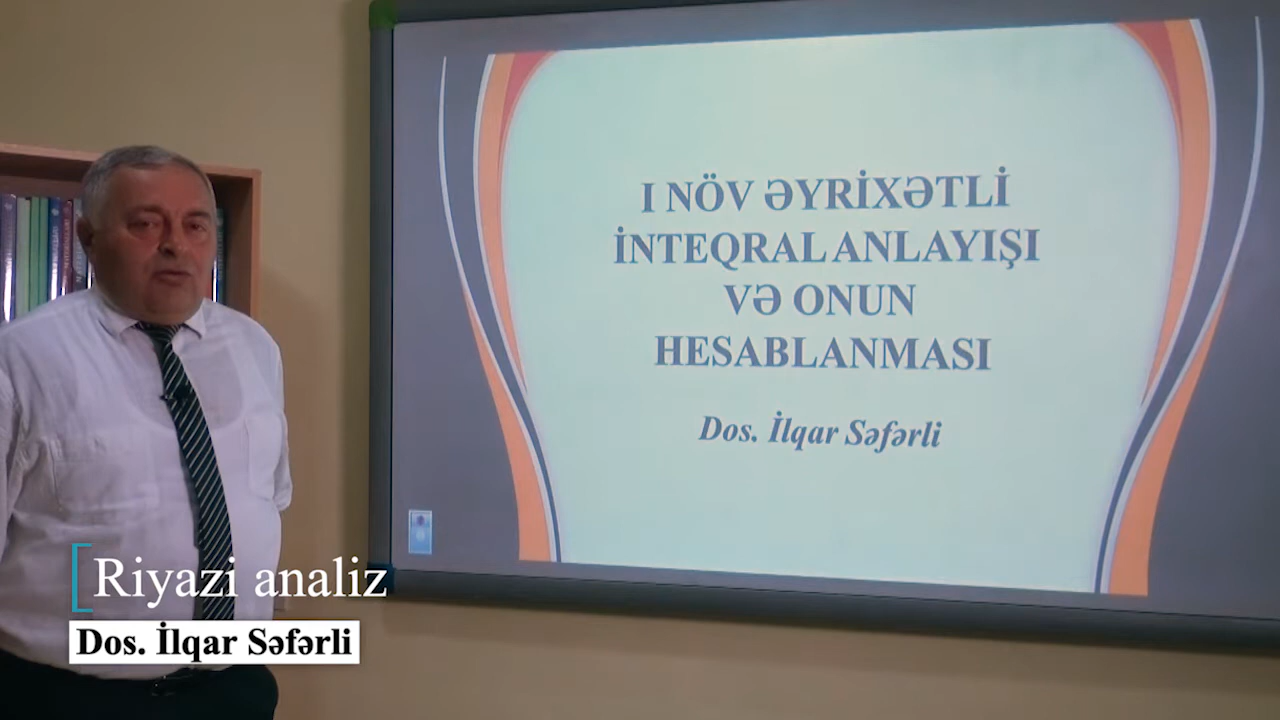 I NÖV ƏYRİXƏTLİ
İNTEQRAL ANLAYIŞI
VƏ ONUN
HESABLANMASI
Dos. İlqar Səfərli
Riyazi analiz
Dos. İlqar Səfərli